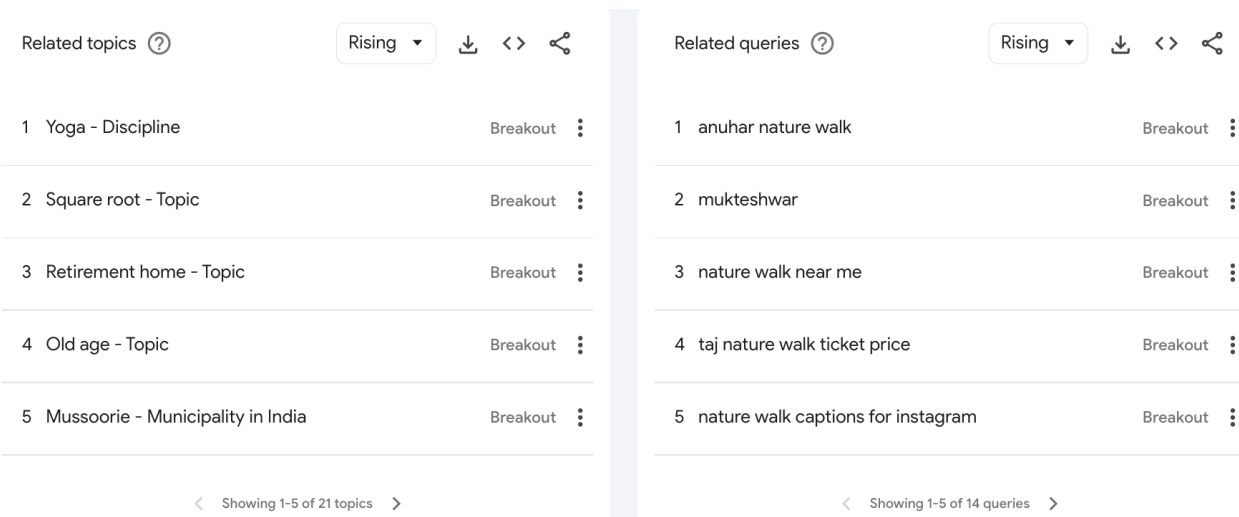 Related topics ?
Rising
1 Yoga - Discipline Breakout
2 Square root - Topic Breakout
3 Retirement home - Topic Breakout
4 Old age - Topic Breakout
5 Mussoorie - Municipality in India Breakout
Showing 1-5 of 21 topics
Related queries ?
Rising
1 anuhar nature walk Breakout
2 mukteshwar Breakout
3 nature walk near me Breakout
4 taj nature walk ticket price Breakout
5 nature walk captions for instagram Breakout
Showing 1-5 of 14 queries